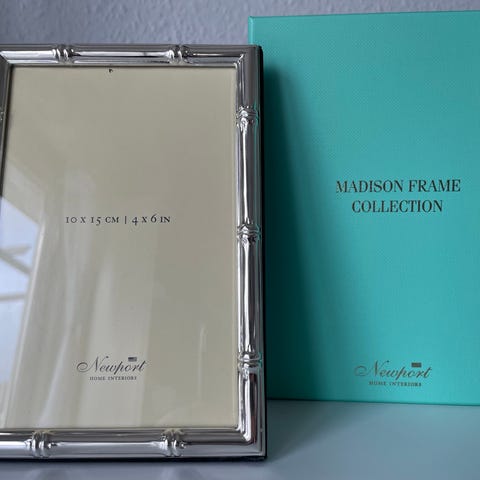 10 X 15 CM | 4 X 6 IN
Newport
HOME INTERIORS
MADISON FRAME
COLLECTION
Newport
HOME INTERIORS